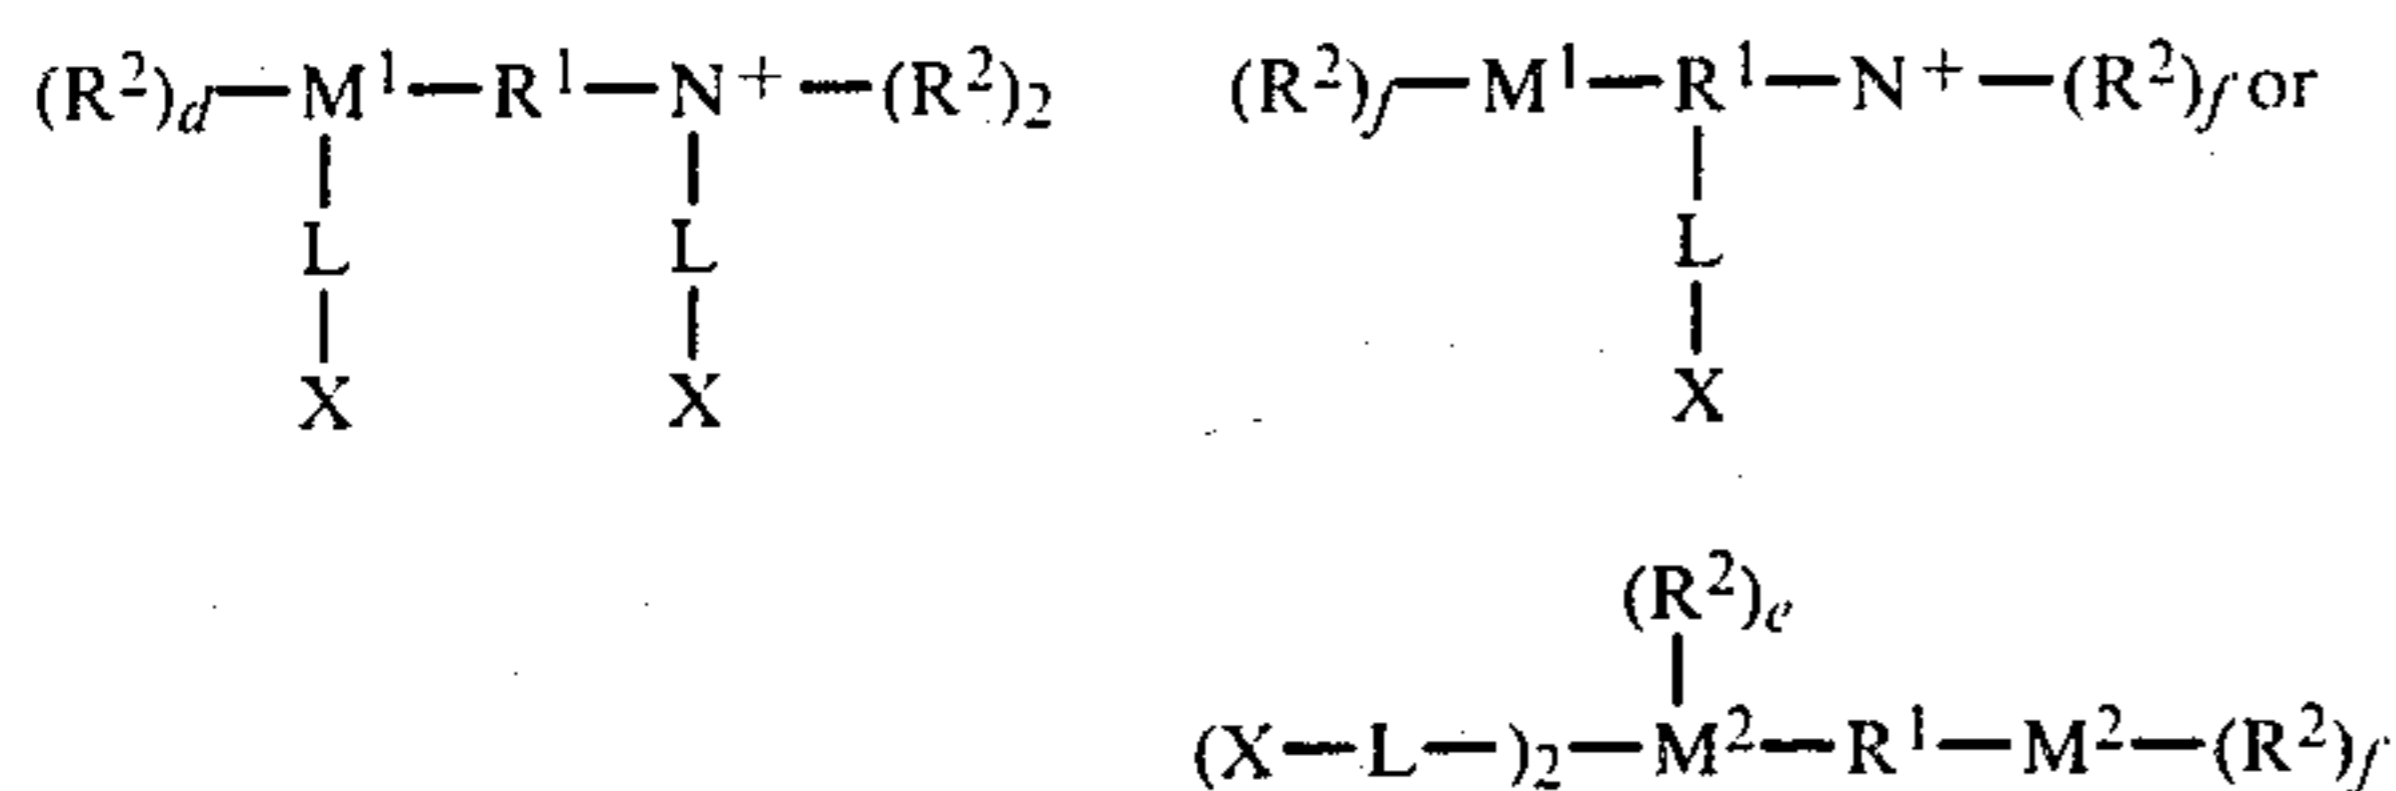 (R²)d—M¹—R¹—N⁺—(R²)₂ (R²)f—M¹—R¹—N⁺—(R²)f or
L L L
X X X
(R²)e
(X—L—)₂—M²—R¹—M²—(R²)f